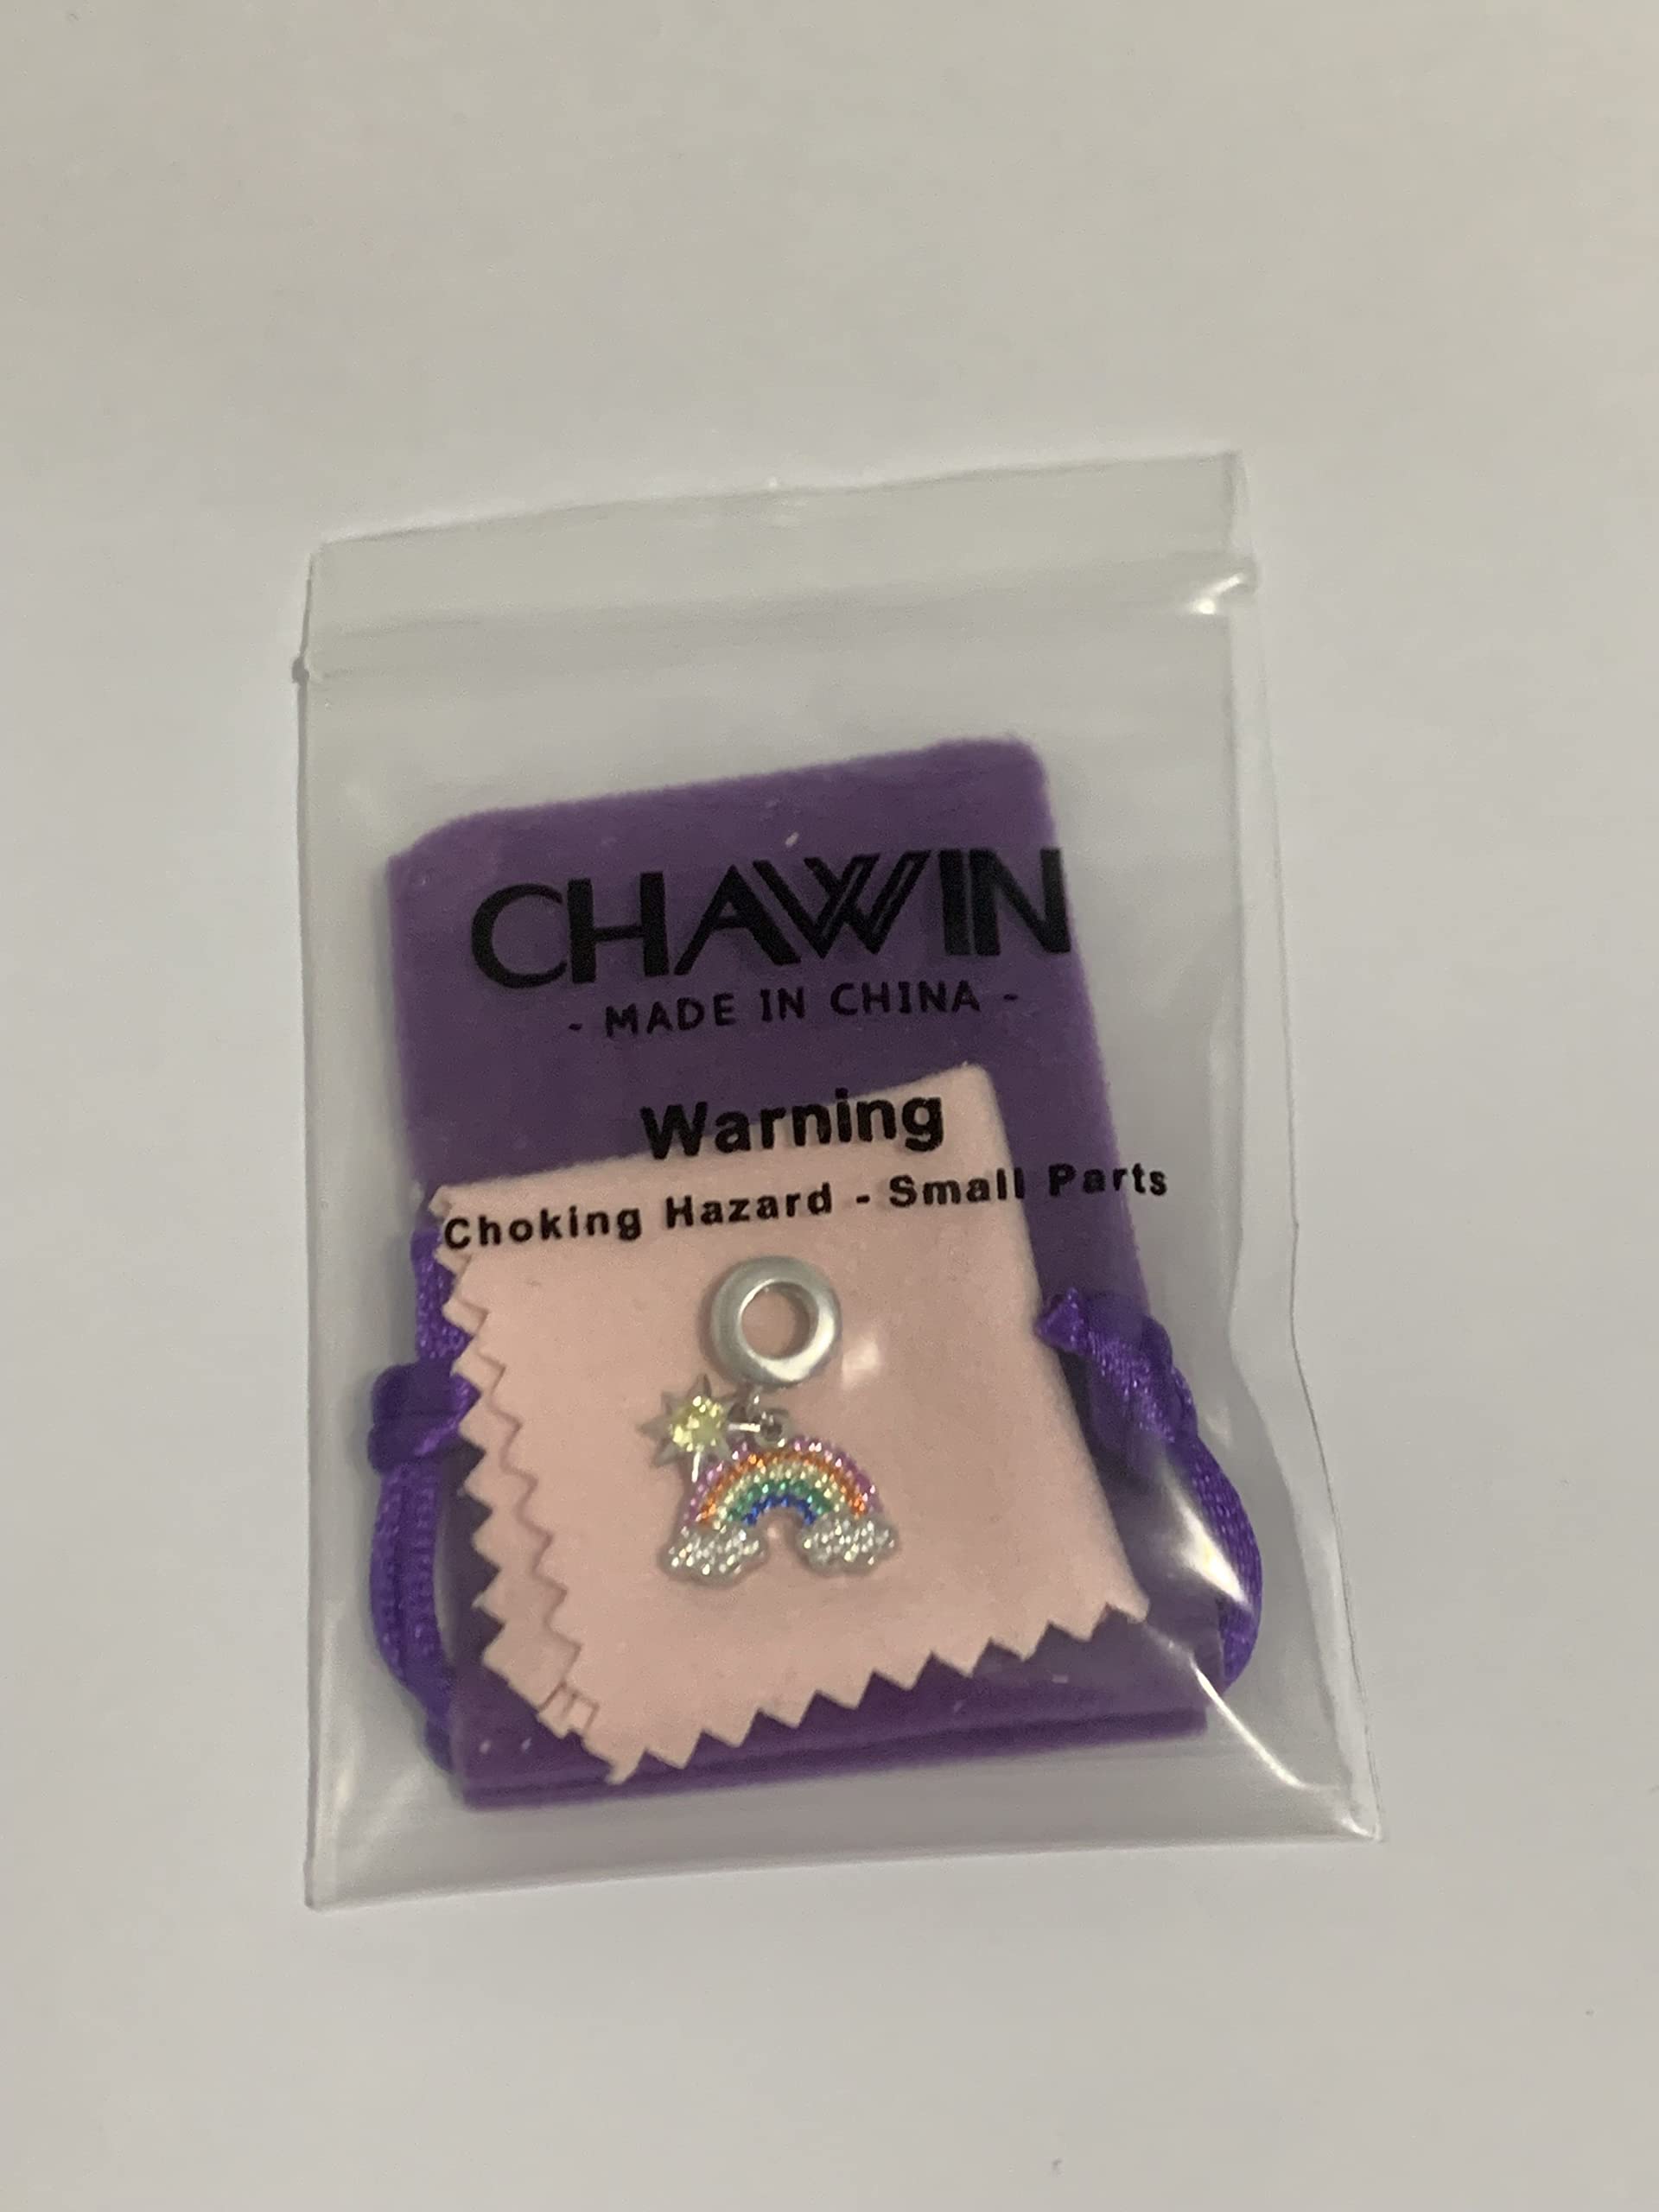 CHAWIN
- MADE IN CHINA -
Warning
Choking Hazard - Small Parts